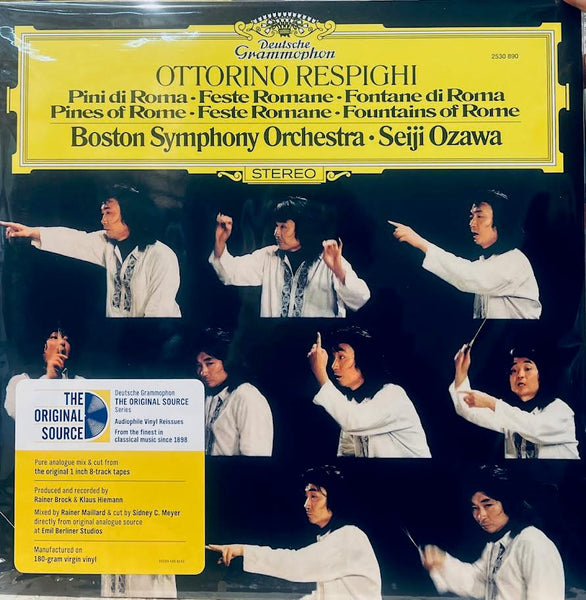 Deutsche
Grammophon
2530 890
OTTORINO RESPIGHI
Pini di Roma · Feste Romane · Fontane di Roma
Pines of Rome · Feste Romane · Fountains of Rome
Boston Symphony Orchestra · Seiji Ozawa
STEREO
THE
ORIGINAL
SOURCE
Deutsche Grammophon
THE ORIGINAL SOURCE
Series
Audiophile Vinyl Reissues
From the finest in
classical music since 1898
Pure analogue mix & cut from
the original 1 inch 8-track tapes
Produced and recorded by
Rainer Brock & Klaus Hiemann
Mixed by Rainer Maillard & cut by Sidney C. Meyer
directly from original analogue source
at Emil Berliner Studios
Manufactured on
180-gram virgin vinyl